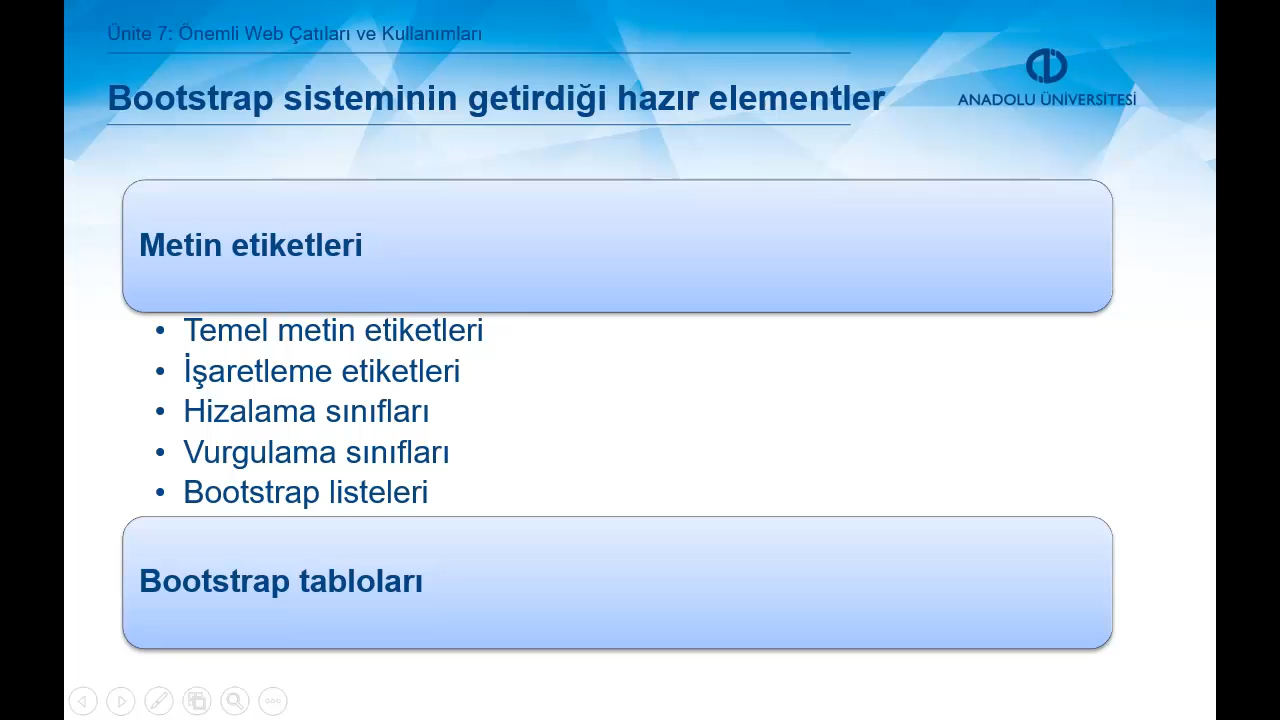 Ünite 7: Önemli Web Çatıları ve Kullanımları
Bootstrap sisteminin getirdiği hazır elementler
ANADOLU ÜNİVERSİTESİ
Metin etiketleri
• Temel metin etiketleri
• İşaretleme etiketleri
• Hizalama sınıfları
• Vurgulama sınıfları
• Bootstrap listeleri
Bootstrap tabloları